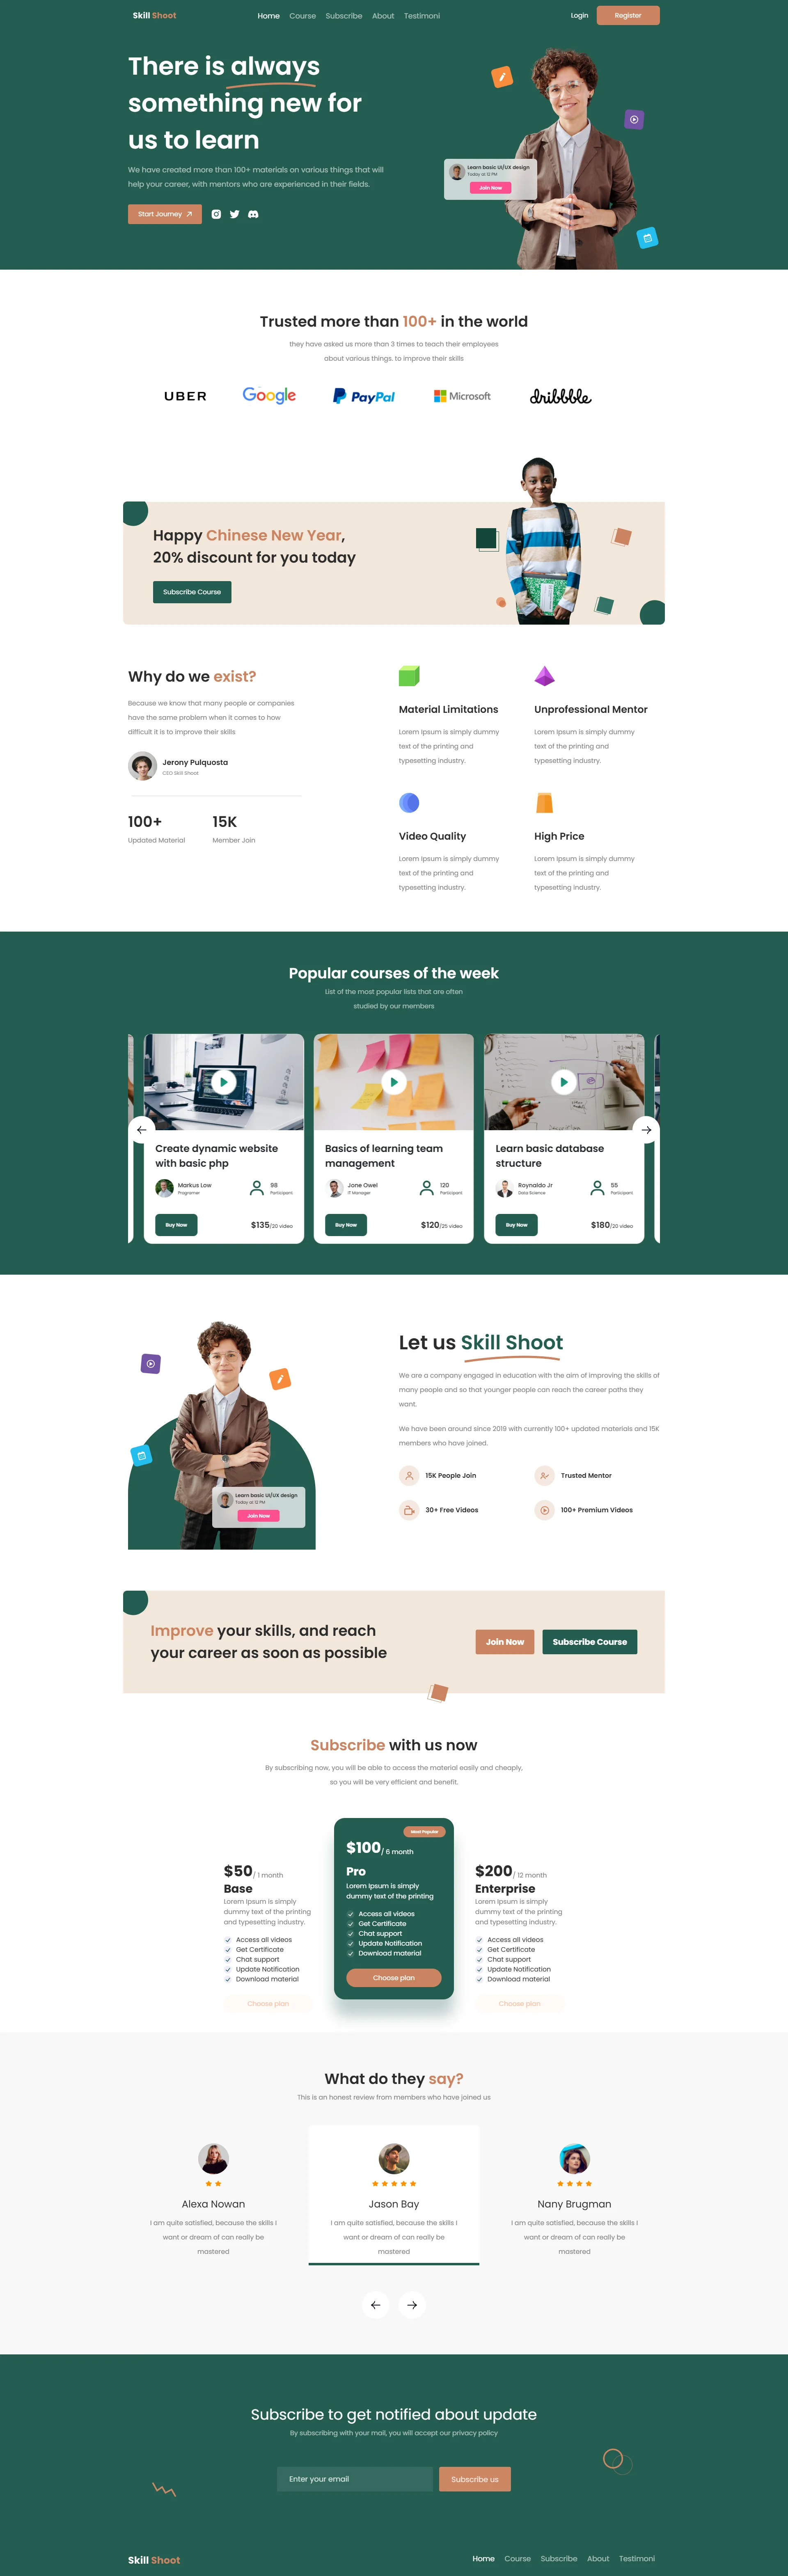 Skill Shoot
Home Course Subscribe About Testimoni
Login Register
There is always
something new for
us to learn
We have created more than 100+ materials on various things that will
help your career, with mentors who are experienced in their fields.
Start Journey
Learn basic UI/UX design
Today at 12 PM
Join Now
Trusted more than 100+ in the world
they have asked us more than 3 times to teach their employees
about various things, to improve their skills
UBER Google PayPal Microsoft dribbble
Happy Chinese New Year,
20% discount for you today
Subscribe Course
Why do we exist?
Because we know that many people or companies
have the same problem when it comes to how
difficult it is to improve their skills
Jerony Pulquosta
CEO Skill Shoot
100+ 15K
Updated Material Member Join
Material Limitations
Lorem Ipsum is simply dummy
text of the printing and
typesetting industry.
Unprofessional Mentor
Lorem Ipsum is simply dummy
text of the printing and
typesetting industry.
Video Quality
Lorem Ipsum is simply dummy
text of the printing and
typesetting industry.
High Price
Lorem Ipsum is simply dummy
text of the printing and
typesetting industry.
Popular courses of the week
List of the most popular lists that are often
studied by our members
Create dynamic website
with basic php
Markus Low
Programer
98
Participant
Buy Now
$135/20 video
Basics of learning team
management
Jone Owel
IT Manager
120
Participant
Buy Now
$120/25 video
Learn basic database
structure
Roynaldo Jr
Data Science
55
Participant
Buy Now
$180/20 video
Learn basic UI/UX design
Today at 12 PM
Join Now
Let us Skill Shoot
We are a company engaged in education with the aim of improving the skills of
many people and so that younger people can reach the career paths they
want.
We have been around since 2019 with currently 100+ updated materials and 15K
members who have joined.
15K People Join Trusted Mentor
30+ Free Videos 100+ Premium Videos
Improve your skills, and reach
your career as soon as possible
Join Now Subscribe Course
Subscribe with us now
By subscribing now, you will be able to access the material easily and cheaply,
so you will be very efficient and benefit.
$50/ 1 month
Base
Lorem Ipsum is simply
dummy text of the printing
and typesetting industry.
Access all videos
Get Certificate
Chat support
Update Notification
Download material
Choose plan
Most Popular
$100/ 6 month
Pro
Lorem Ipsum is simply
dummy text of the printing
Access all videos
Get Certificate
Chat support
Update Notification
Download material
Choose plan
$200/ 12 month
Enterprise
Lorem Ipsum is simply
dummy text of the printing
and typesetting industry.
Access all videos
Get Certificate
Chat support
Update Notification
Download material
Choose plan
What do they say?
This is an honest review from members who have joined us
Alexa Nowan
I am quite satisfied, because the skills I
want or dream of can really be
mastered
Jason Bay
I am quite satisfied, because the skills I
want or dream of can really be
mastered
Nany Brugman
I am quite satisfied, because the skills I
want or dream of can really be
mastered
Subscribe to get notified about update
By subscribing with your mail, you will accept our privacy policy
Enter your email Subscribe us
Skill Shoot
Home Course Subscribe About Testimoni